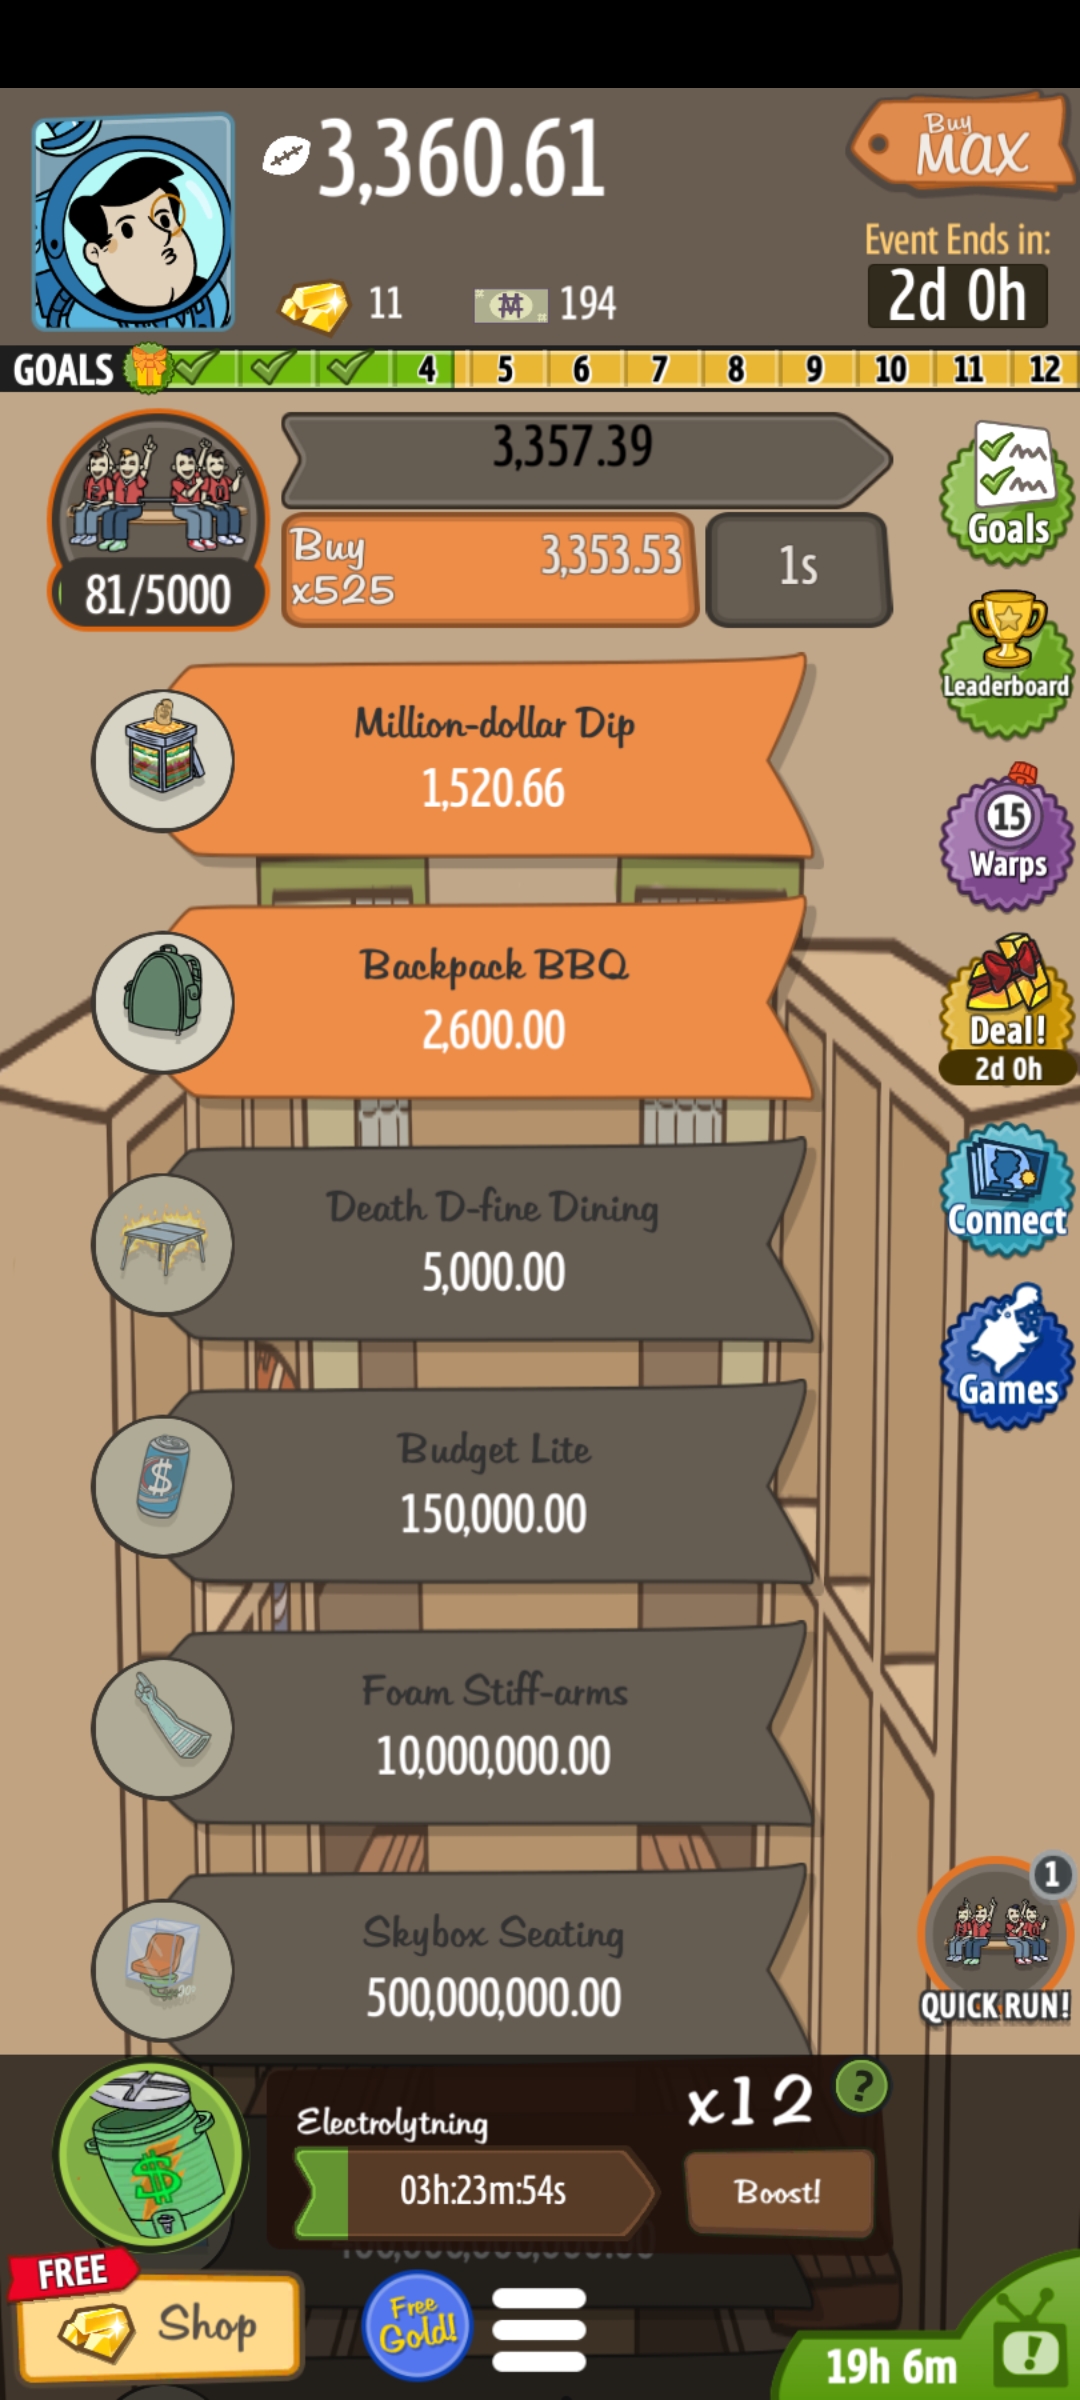 3,360.61
Buy
MAX
Event Ends in:
2d 0h
11
194
GOALS
4
5
6
7
8
9
10
11
12
3,357.39
81/5000
Buy
x525
3,353.53
1s
Goals
Leaderboard
Million-dollar Dip
1,520.66
15
Warps
Backpack BBQ
2,600.00
Deal!
2d 0h
Death D-fine Dining
5,000.00
Connect
Games
Budget Lite
150,000.00
Foam Stiff-arms
10,000,000.00
Skybox Seating
500,000,000.00
1
QUICK RUN!
Electrolytning
x12
?
03h:23m:54s
Boost!
FREE
Shop
Free
Gold!
19h 6m
!